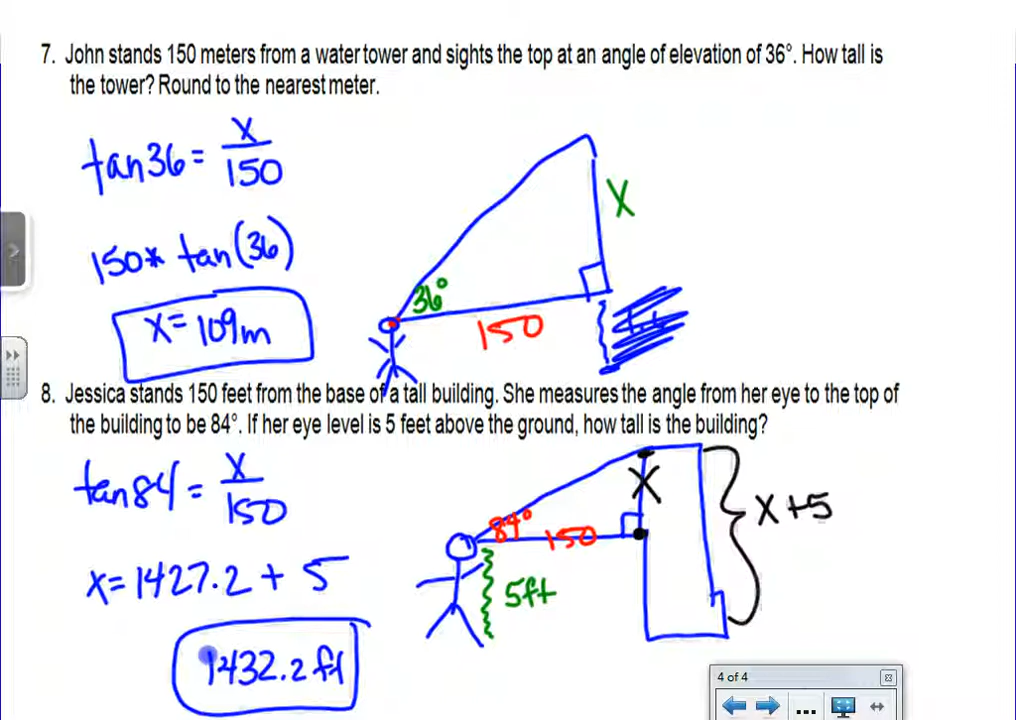 7. John stands 150 meters from a water tower and sights the top at an angle of elevation of 36°. How tall is
the tower? Round to the nearest meter.
tan36 = x/150
150* tan(36)
x= 109m
36°
150
x
8. Jessica stands 150 feet from the base of a tall building. She measures the angle from her eye to the top of
the building to be 84°. If her eye level is 5 feet above the ground, how tall is the building?
tan84 = x/150
x= 1427.2 + 5
1432.2 ft
84°
150
x
5ft
x+5
4 of 4